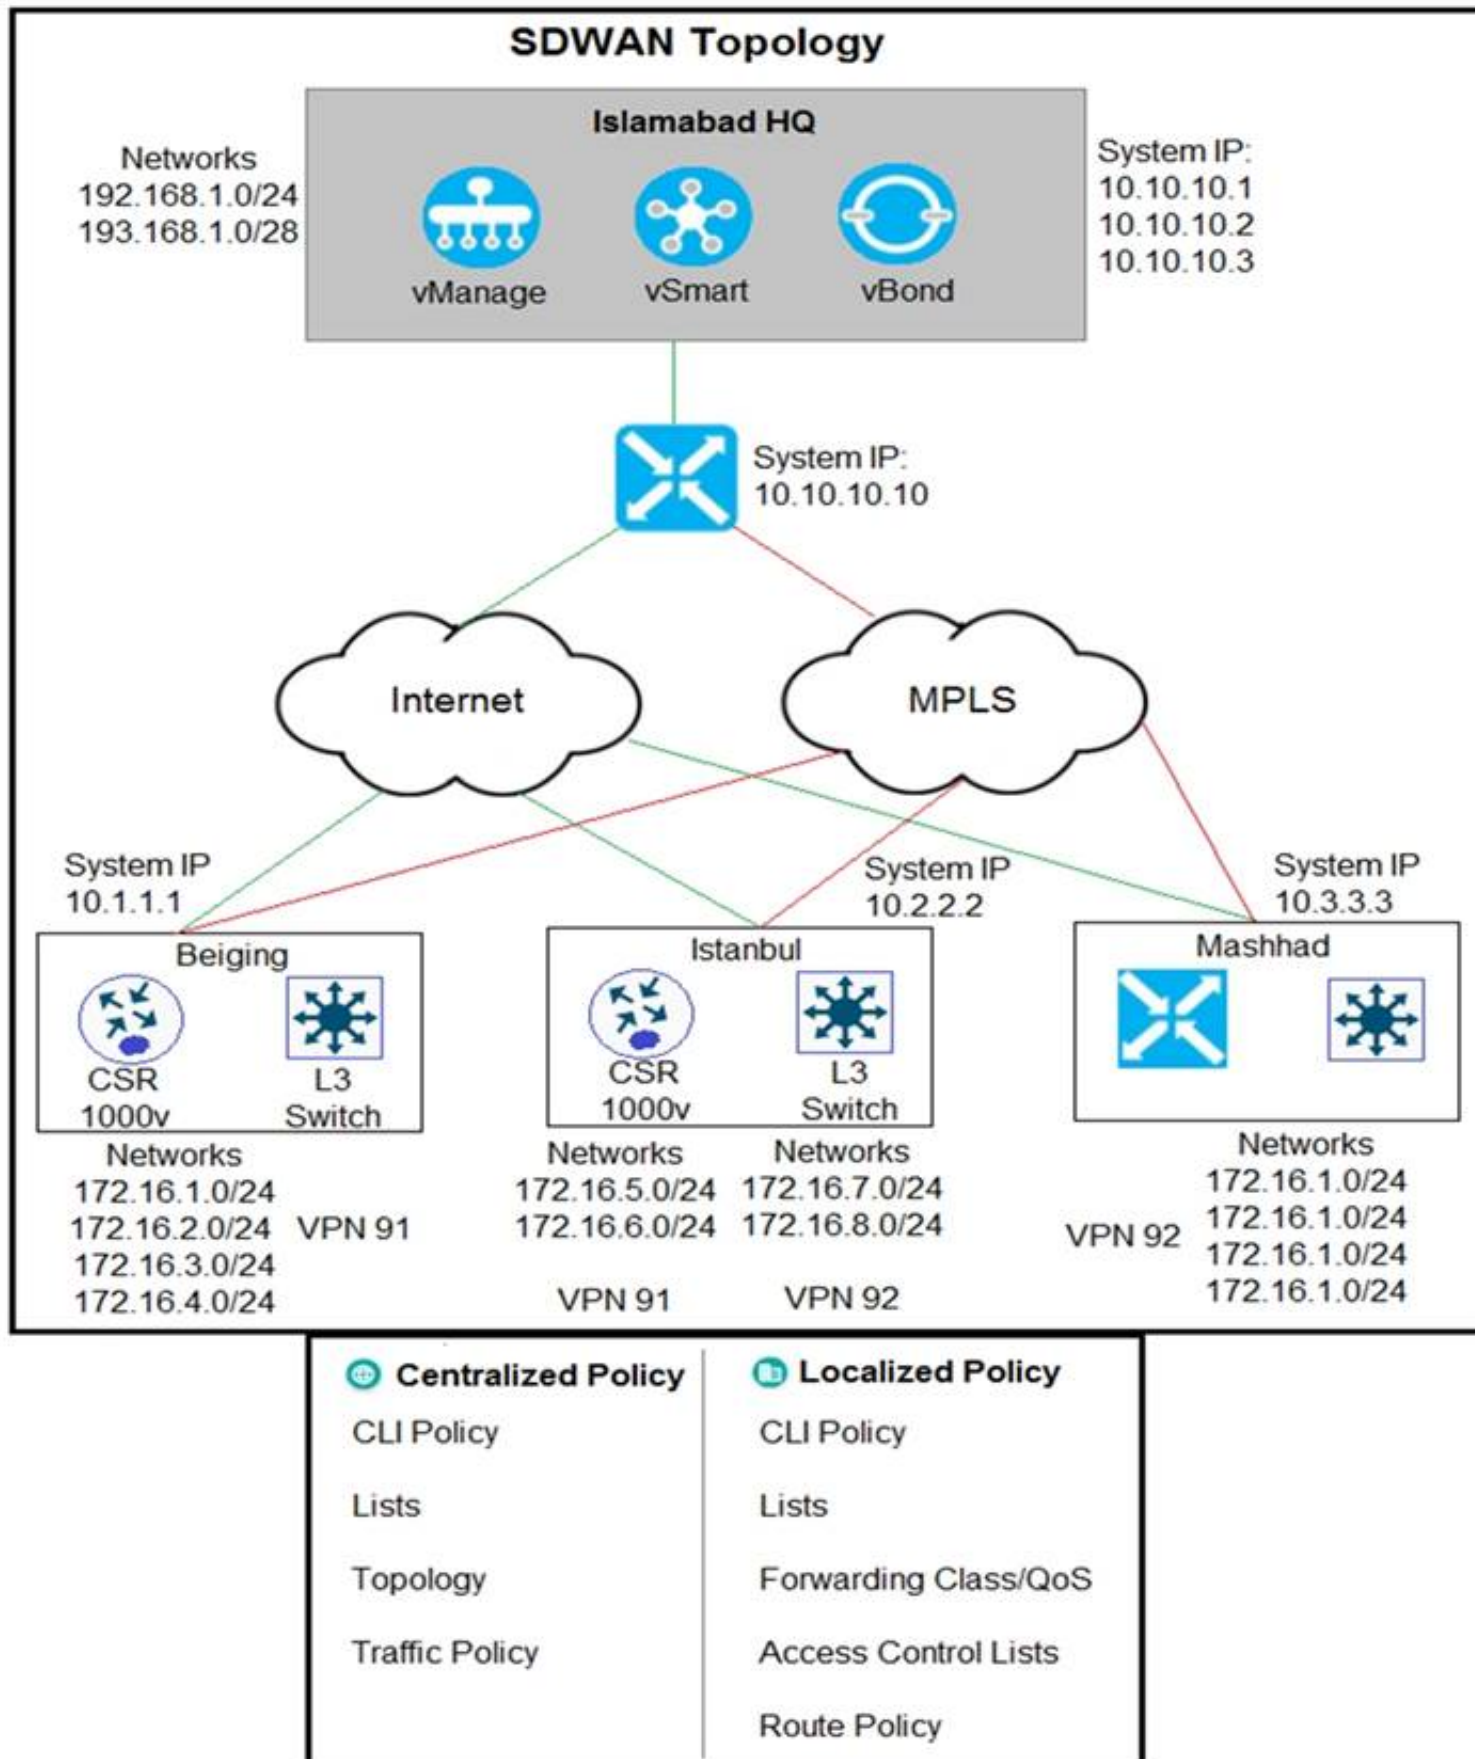 SDWAN Topology
Islamabad HQ
Networks
192.168.1.0/24
193.168.1.0/28
System IP:
10.10.10.1
10.10.10.2
10.10.10.3
vManage
vSmart
vBond
System IP:
10.10.10.10
Internet
MPLS
System IP
10.1.1.1
System IP
10.2.2.2
System IP
10.3.3.3
Beiging
CSR
1000v
L3
Switch
Istanbul
CSR
1000v
L3
Switch
Mashhad
Networks
172.16.1.0/24
172.16.2.0/24
172.16.3.0/24
172.16.4.0/24
VPN 91
Networks
172.16.5.0/24
172.16.6.0/24
VPN 91
Networks
172.16.7.0/24
172.16.8.0/24
VPN 92
VPN 92
Networks
172.16.1.0/24
172.16.1.0/24
172.16.1.0/24
172.16.1.0/24
Centralized Policy
CLI Policy
Lists
Topology
Traffic Policy
Localized Policy
CLI Policy
Lists
Forwarding Class/QoS
Access Control Lists
Route Policy